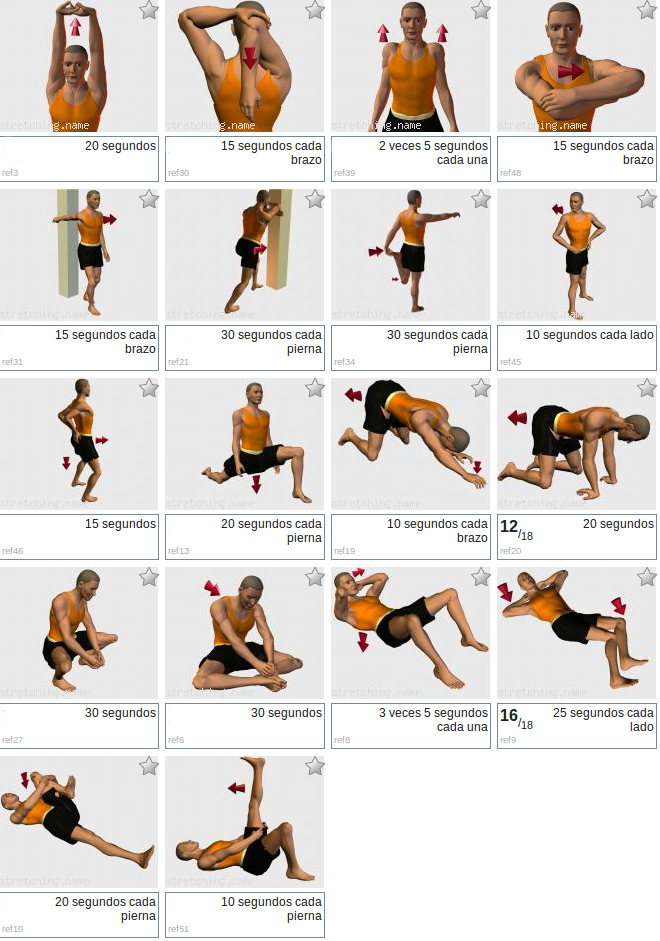 stretching.name
stretching.name
stretching.name
stretching.name
20 segundos
ref3
15 segundos cada
brazo
ref30
2 veces 5 segundos
cada una
ref39
15 segundos cada
brazo
ref48
stretching.name
stretching.name
stretching.name
stretching.name
15 segundos cada
brazo
ref31
30 segundos cada
pierna
ref21
30 segundos cada
pierna
ref34
10 segundos cada lado
ref45
stretching.name
stretching.name
stretching.name
stretching.name
15 segundos
ref46
20 segundos cada
pierna
ref13
10 segundos cada
brazo
ref19
12/18
20 segundos
ref20
stretching.name
stretching.name
stretching.name
stretching.name
30 segundos
ref27
30 segundos
ref6
3 veces 5 segundos
cada una
ref8
16/18
25 segundos cada
lado
ref9
stretching.name
stretching.name
20 segundos cada
pierna
ref10
10 segundos cada
pierna
ref51